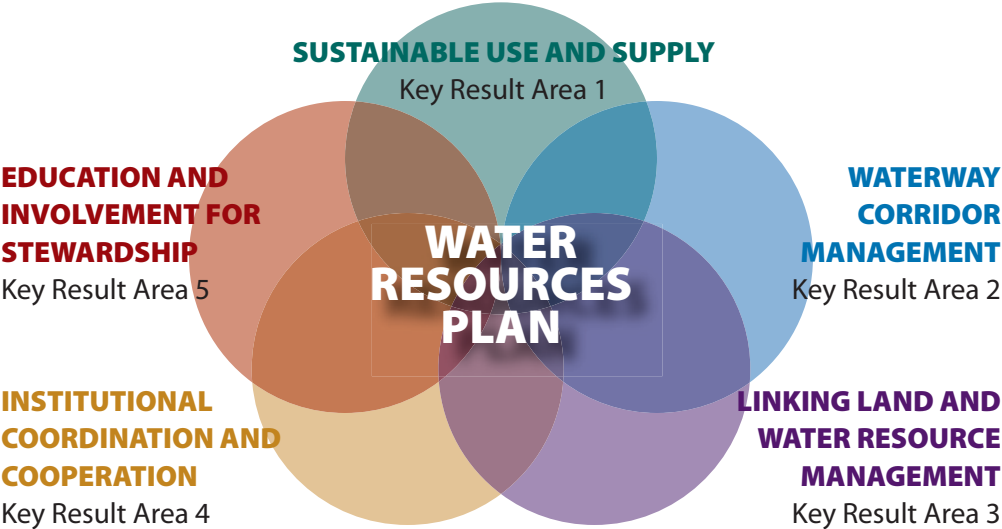 SUSTAINABLE USE AND SUPPLY
Key Result Area 1
EDUCATION AND
INVOLVEMENT FOR
STEWARDSHIP
Key Result Area 5
WATERWAY
CORRIDOR
MANAGEMENT
Key Result Area 2
WATER
RESOURCES
PLAN
INSTITUTIONAL
COORDINATION AND
COOPERATION
Key Result Area 4
LINKING LAND AND
WATER RESOURCE
MANAGEMENT
Key Result Area 3